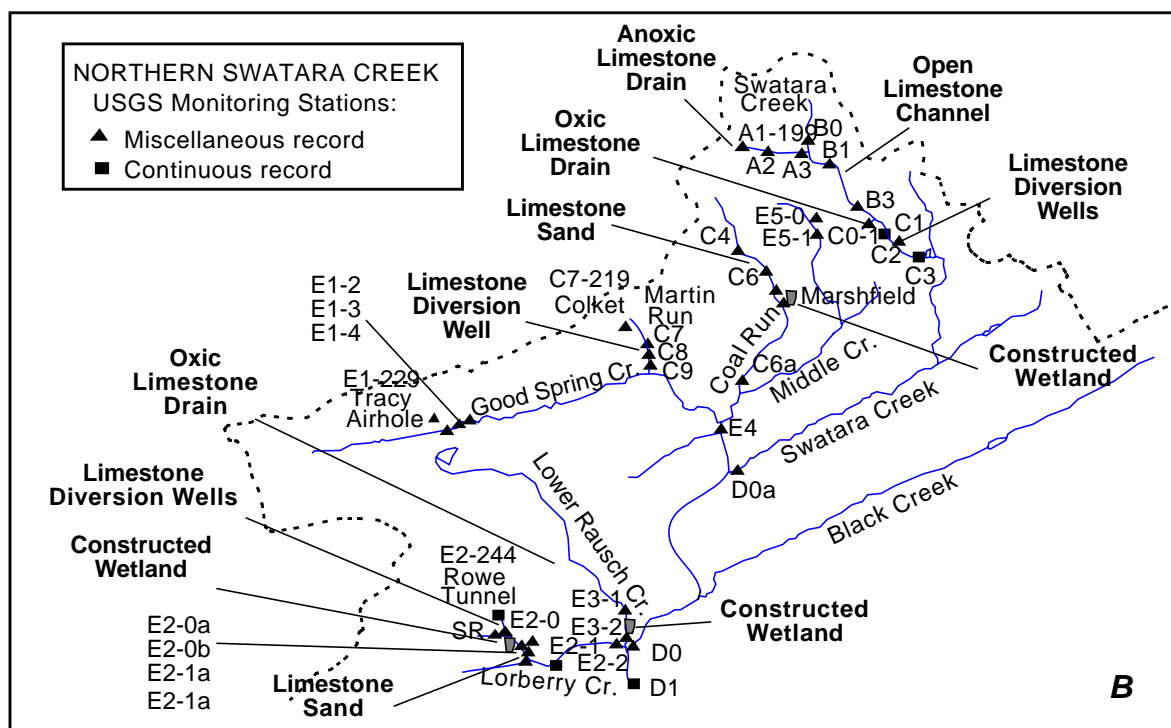 NORTHERN SWATARA CREEK
USGS Monitoring Stations:
Miscellaneous record
Continuous record
Anoxic
Limestone
Drain
Swatara
Creek
Open
Limestone
Channel
Oxic
Limestone
Drain
A1-199
B0
A2
A3
B1
Limestone
Diversion
Wells
B3
Limestone
Sand
E5-0
E5-1
C0-1
C1
C2
C3
C4
C6
C7-219
Colket
Martin
Run
Marshfield
Limestone
Diversion
Well
E1-2
E1-3
E1-4
C7
C8
C9
Coal Run
C6a
Middle Cr.
Constructed
Wetland
Oxic
Limestone
Drain
E1-229
Tracy
Airhole
Good Spring Cr.
E4
Swatara Creek
D0a
Black Creek
Lower Rausch Cr.
Limestone
Diversion Wells
Constructed
Wetland
E2-244
Rowe
Tunnel
SR
E2-0
E3-1
E3-2
Constructed
Wetland
E2-0a
E2-0b
E2-1a
E2-1a
E2-1
E2-2
D0
D1
Limestone
Sand
Lorberry Cr.
B